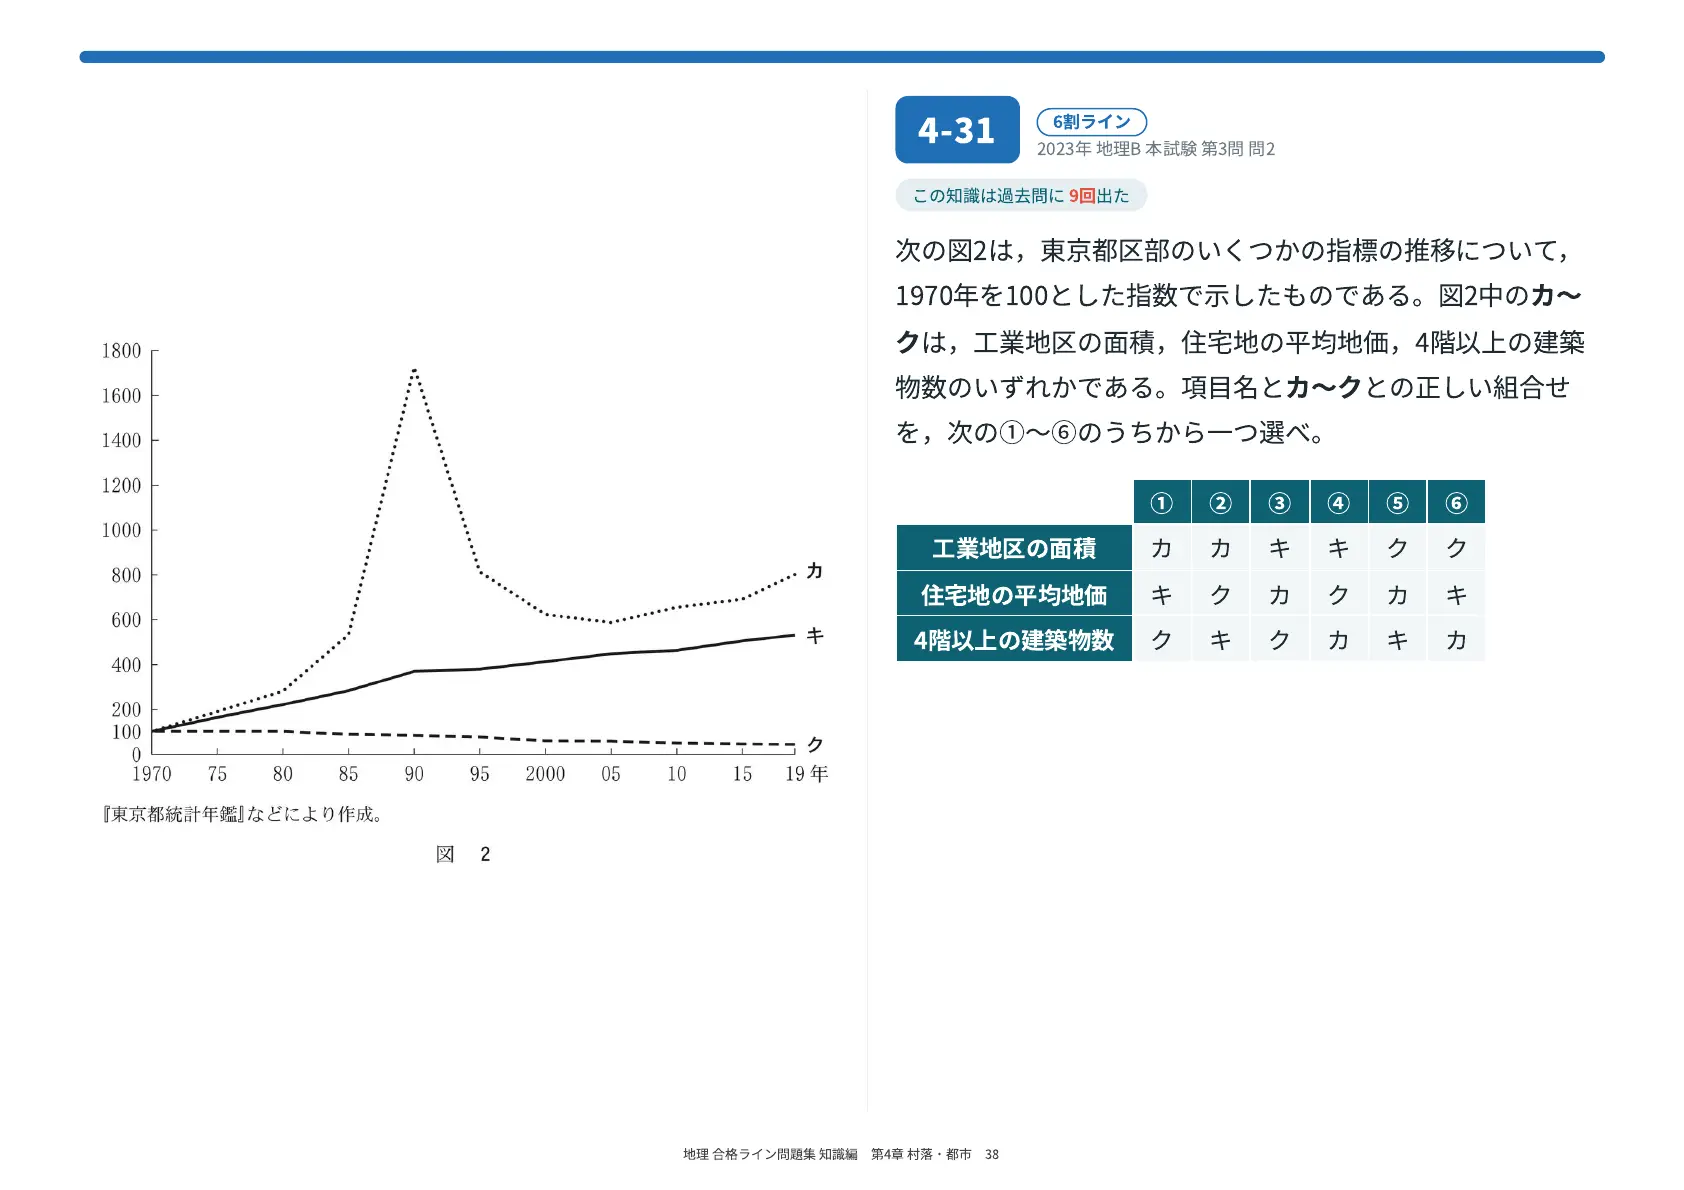 1800
1600
1400
1200
1000
800
600
400
200
100
0
カ
キ
ク
1970 75 80 85 90 95 2000 05 10 15 19 年
『東京都統計年鑑』などにより作成。
図 2
4-31
6割ライン
2023年 地理B 本試験 第3問 問2
この知識は過去問に 9回出た
次の図2は，東京都区部のいくつかの指標の推移について，
1970年を100とした指数で示したものである。図2中のカ〜
クは，工業地区の面積，住宅地の平均地価，4階以上の建築
物数のいずれかである。項目名とカ〜クとの正しい組合せ
を，次の①〜⑥のうちから一つ選べ。
① ② ③ ④ ⑤ ⑥
工業地区の面積 カ カ キ キ ク ク
住宅地の平均地価 キ ク カ ク カ キ
4階以上の建築物数 ク キ ク カ キ カ
地理 合格ライン問題集 知識編 第4章 村落・都市 38